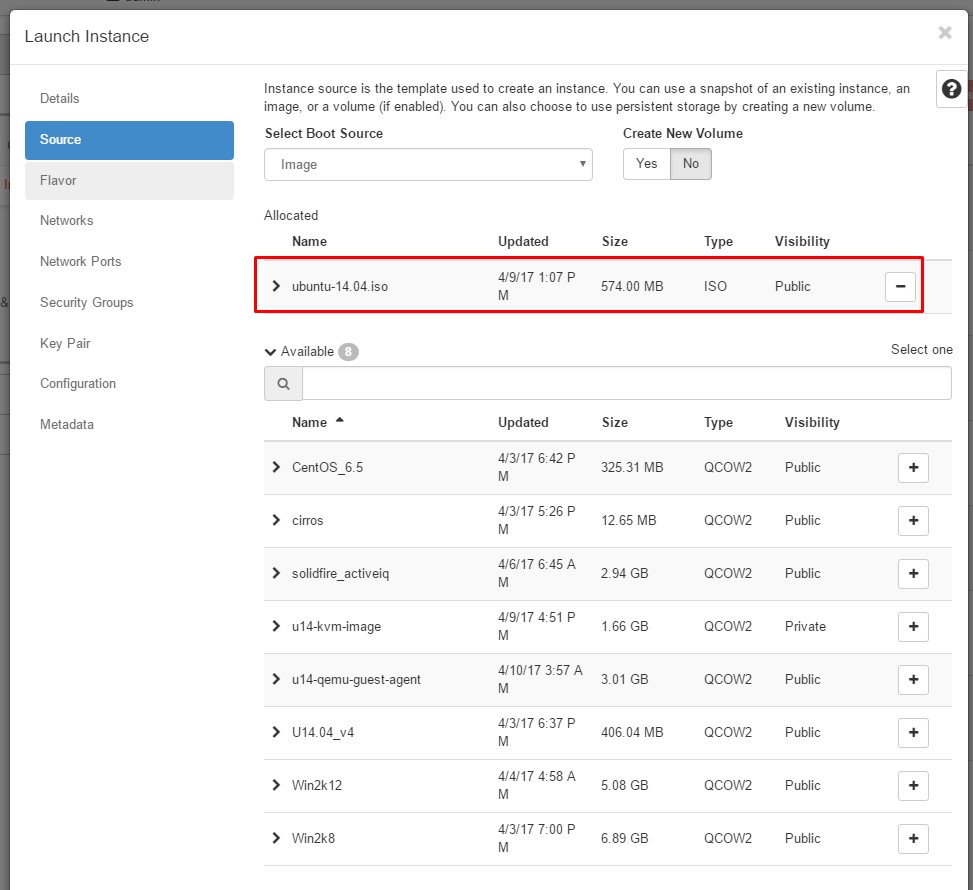 Launch Instance
×
Details
Source
Flavor
Networks
Network Ports
Security Groups
Key Pair
Configuration
Metadata
Instance source is the template used to create an instance. You can use a snapshot of an existing instance, an
image, or a volume (if enabled). You can also choose to use persistent storage by creating a new volume.
?
Select Boot Source Create New Volume
Image Yes No
Allocated
Name Updated Size Type Visibility
ubuntu-14.04.iso 4/9/17 1:07 P 574.00 MB ISO Public
M
Available 8 Select one
Name Updated Size Type Visibility
CentOS_6.5 4/3/17 6:42 P 325.31 MB QCOW2 Public
M
cirros 4/3/17 5:26 P 12.65 MB QCOW2 Public
M
solidfire_activeiq 4/6/17 6:45 A 2.94 GB QCOW2 Public
M
u14-kvm-image 4/9/17 4:51 P 1.66 GB QCOW2 Private
M
u14-qemu-guest-agent 4/10/17 3:57 A 3.01 GB QCOW2 Public
M
U14.04_v4 4/3/17 6:37 P 406.04 MB QCOW2 Public
M
Win2k12 4/4/17 4:58 A 5.08 GB QCOW2 Public
M
Win2k8 4/3/17 7:00 P 6.89 GB QCOW2 Public
M